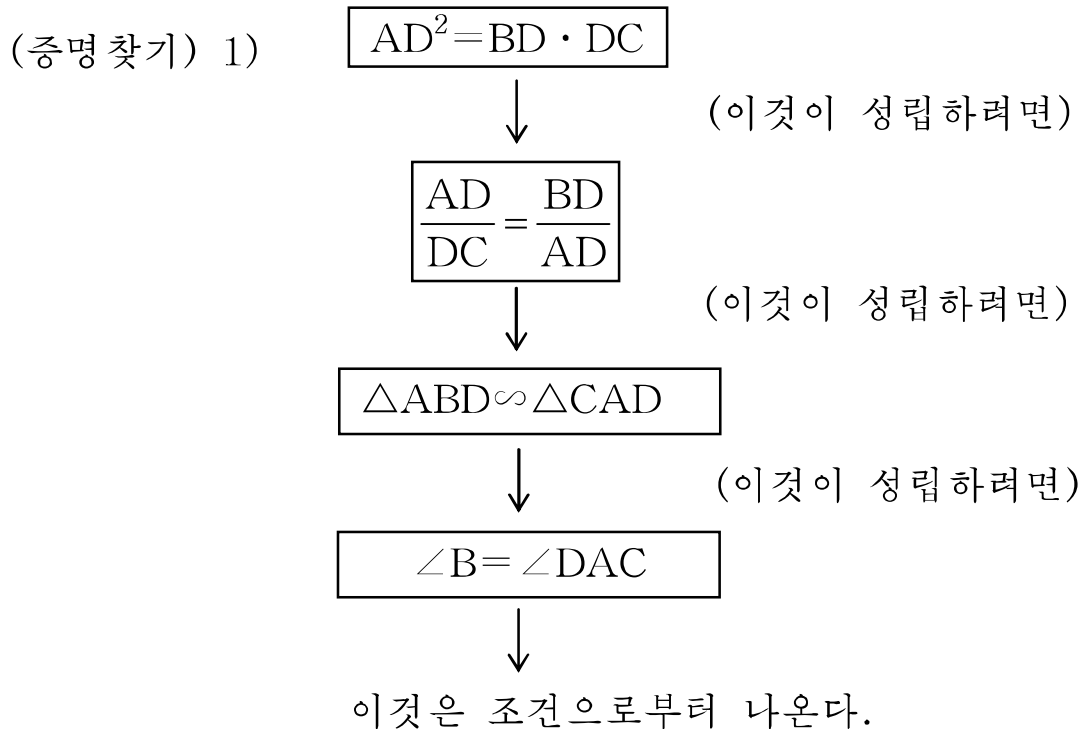 (증명찾기) 1) AD²=BD·DC
(이것이 성립하려면)
AD/DC = BD/AD
(이것이 성립하려면)
△ABD∽△CAD
(이것이 성립하려면)
∠B=∠DAC
이것은 조건으로부터 나온다.